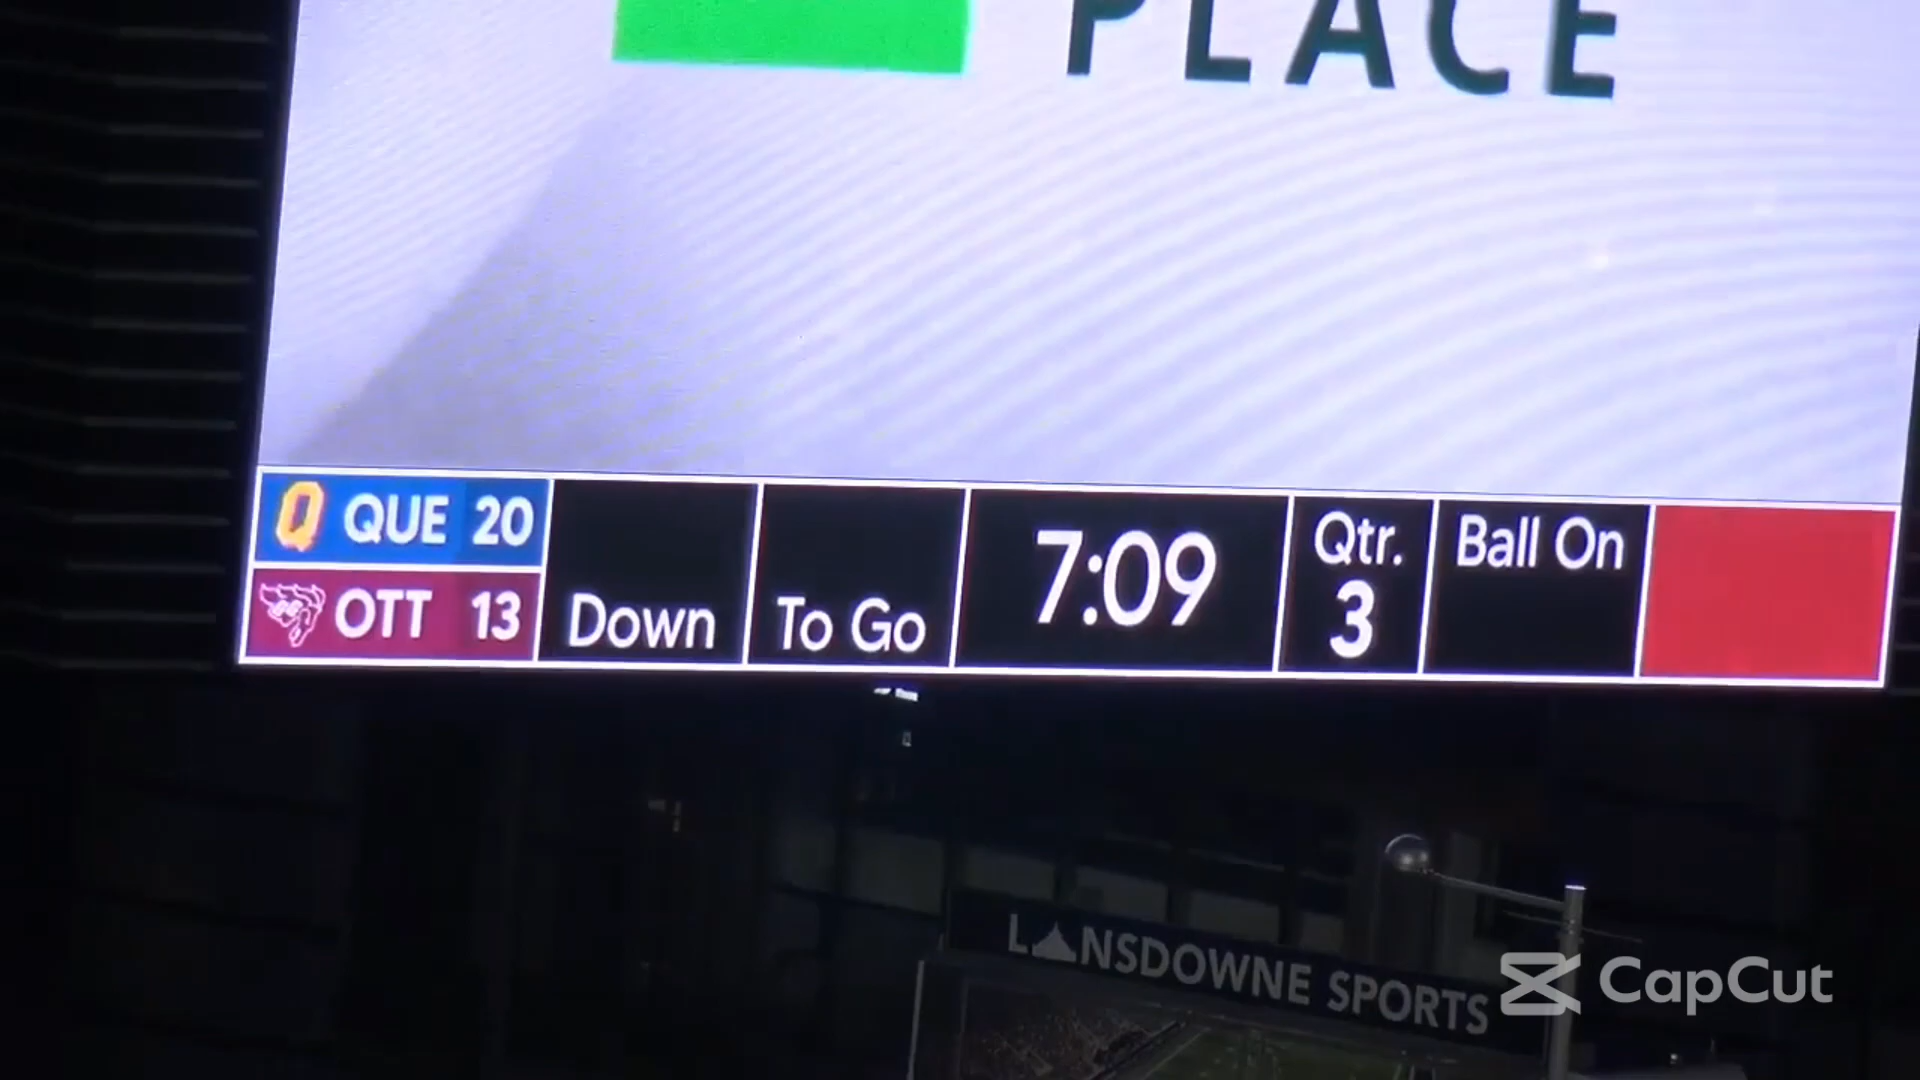 PLACE
Q QUE 20
OTT 13
Down
To Go
7:09
Qtr.
3
Ball On
LANSDOWNE SPORTS
CapCut